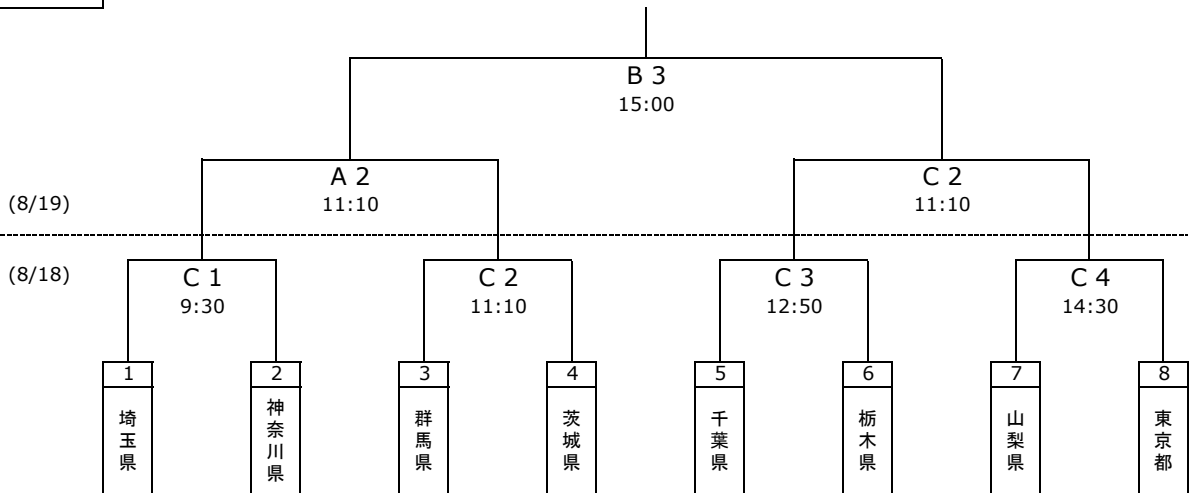 B 3
15:00
A 2
11:10
C 2
11:10
(8/19)
(8/18)
C 1
9:30
C 2
11:10
C 3
12:50
C 4
14:30
1
2
3
4
5
6
7
8
埼玉県
神奈川県
群馬県
茨城県
千葉県
栃木県
山梨県
東京都